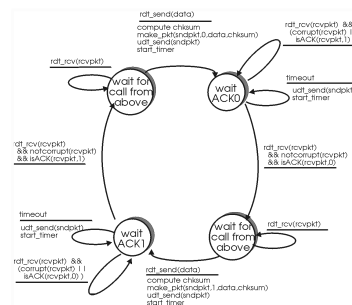 rdt_send(data)
compute chksum
make_pkt(sndpkt,0,data,chksum)
udt_send(sndpkt)
start_timer
rdt_rcv(rcvpkt) &&
(corrupt(rcvpkt) |
isACK(rcvpkt,1)
rdt_rcv(rcvpkt)
wait for
call from
above
wait
ACK0
timeout
udt_send(sndpkt)
start_timer
rdt_rcv(rcvpkt)
&& notcorrupt(rcvpkt)
&& isACK(rcvpkt,1)
rdt_rcv(rcvpkt)
&& notcorrupt(rcvpkt)
&& isACK(rcvpkt,0)
timeout
udt_send(sndpkt)
start_timer
wait
ACK1
wait for
call from
above
rdt_rcv(rcvpkt)
rdt_rcv(rcvpkt) &&
(corrupt(rcvpkt) ||
isACK(rcvpkt,0) )
rdt_send(data)
compute chksum
make_pkt(sndpkt,1,data,chksum)
udt_send(sndpkt)
start_timer